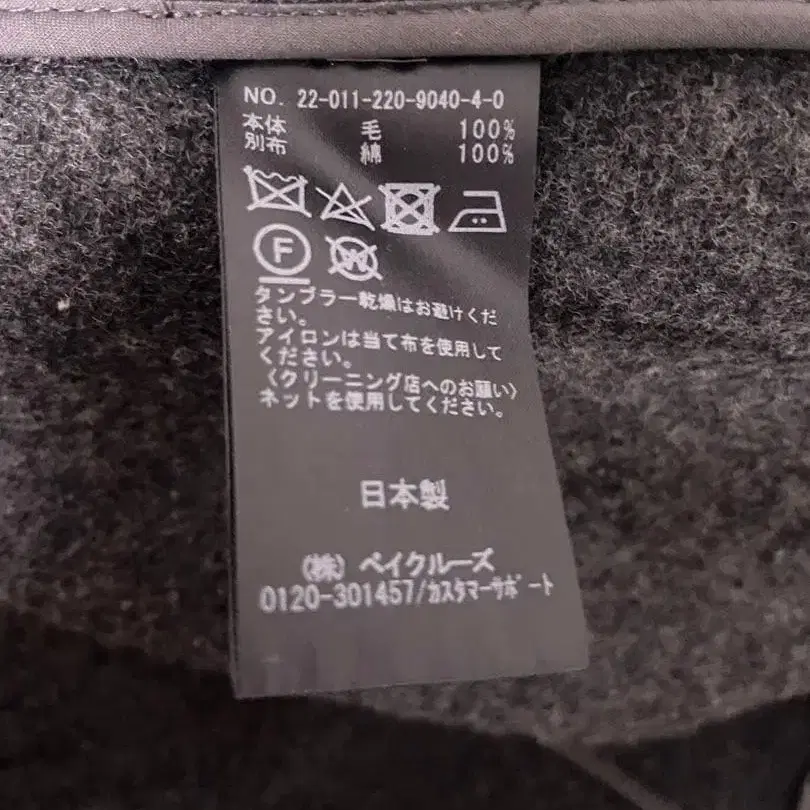 NO. 22-011-220-9040-4-0
本体 毛 100%
別布 綿 100%
F W
タンブラー乾燥はお避けくだ
さい。
アイロンは当て布を使用して
ください。
〈クリーニング店へのお願い〉
ネットを使用してください。
日本製
(株) ベイクルーズ
0120-301457/カスタマーサポート